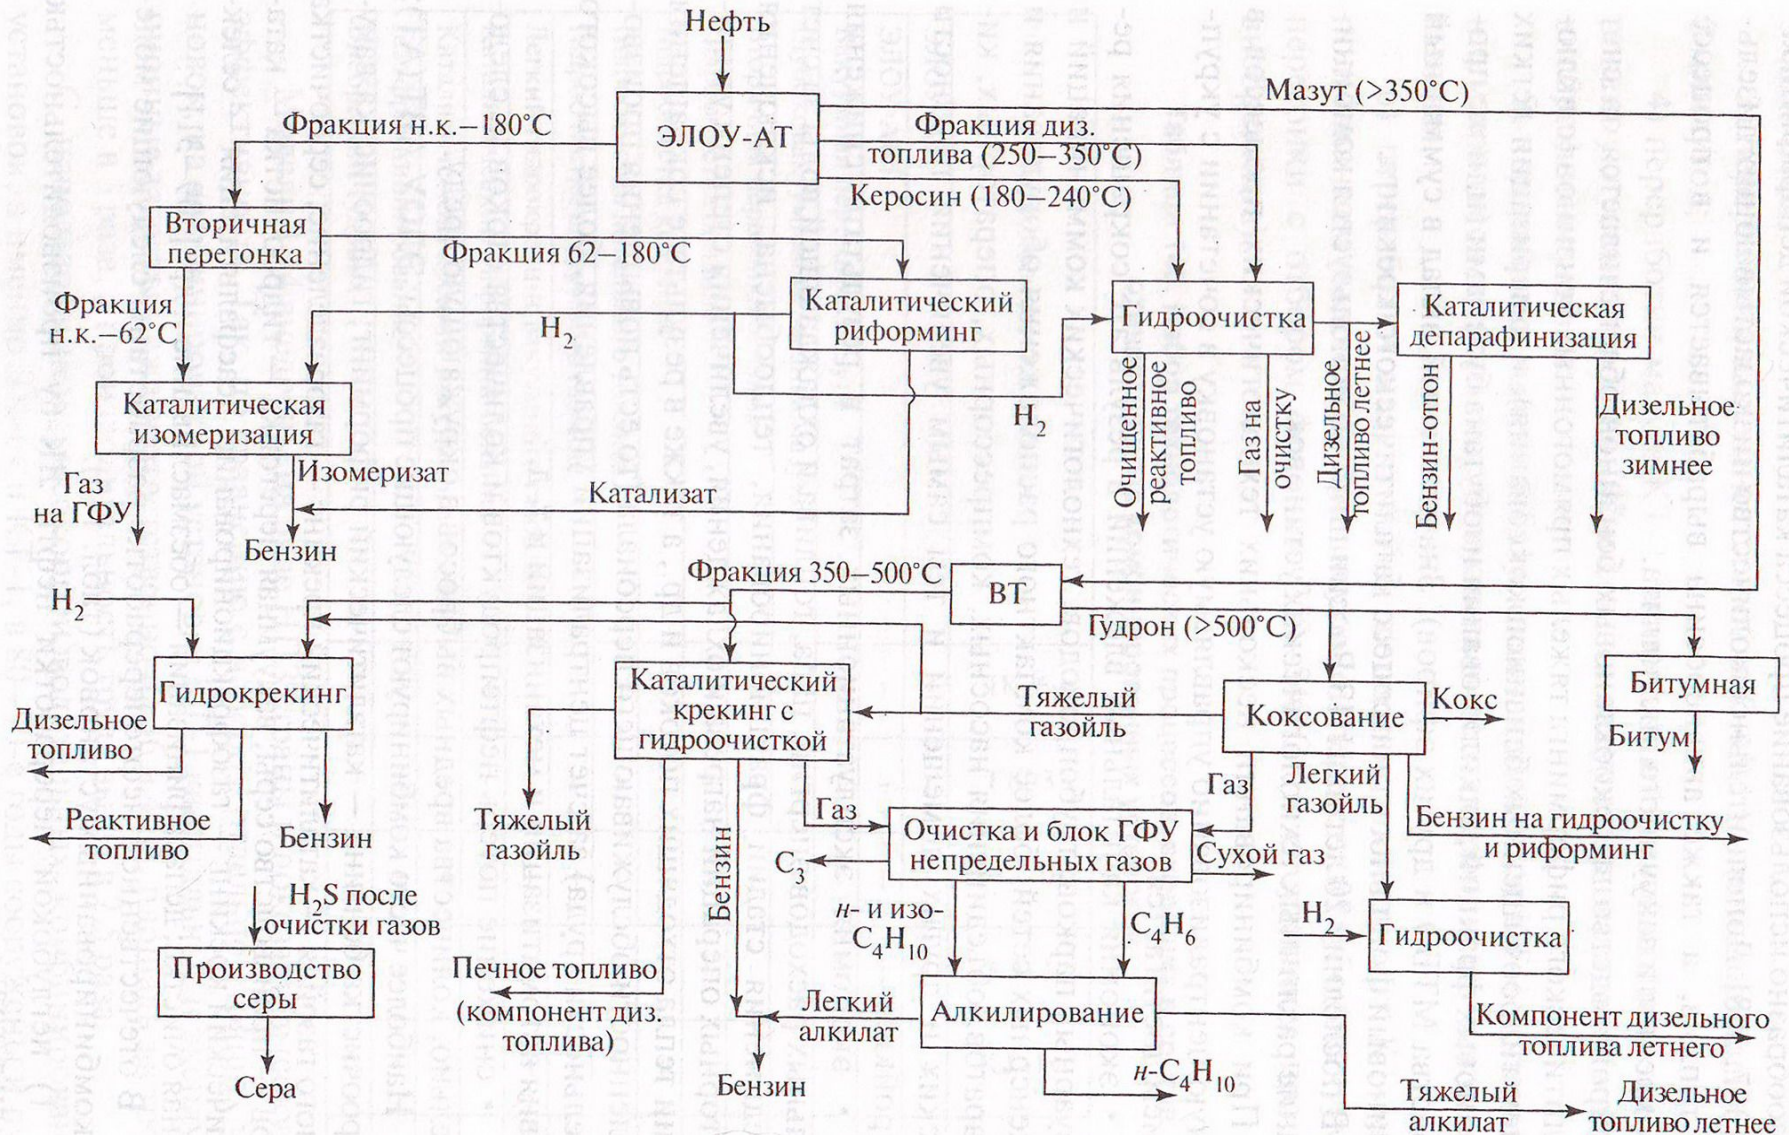 Нефть
Мазут (>350°C)
Фракция н.к.–180°C
ЭЛОУ-АТ
Фракция диз.
топлива (250–350°C)
Керосин (180–240°C)
Вторичная
перегонка
Фракция 62–180°C
Фракция
н.к.–62°C
H2
Каталитический
риформинг
Гидроочистка
Каталитическая
депарафинизация
H2
Каталитическая
изомеризация
Очищенное
реактивное
топливо
Газ на
очистку
Дизельное
топливо летнее
Бензин-отгон
Дизельное
топливо
зимнее
Газ
на ГФУ
Изомеризат
Катализат
Бензин
Фракция 350–500°C
ВТ
H2
Гудрон (>500°C)
Гидрокрекинг
Каталитический
крекинг с
гидроочисткой
Тяжелый
газойль
Коксование
Кокс
Битумная
Битум
Дизельное
топливо
Реактивное
топливо
Бензин
Тяжелый
газойль
Бензин
Газ
Газ
Легкий
газойль
Бензин на гидроочистку
и риформинг
Очистка и блок ГФУ
непредельных газов
C3
Сухой газ
H2S после
очистки газов
н- и изо-
C4H10
C4H6
H2
Гидроочистка
Производство
серы
Печное топливо
(компонент диз.
топлива)
Легкий
алкилат
Алкилирование
Компонент дизельного
топлива летнего
Сера
Бензин
н-C4H10
Тяжелый
алкилат
Дизельное
топливо летнее